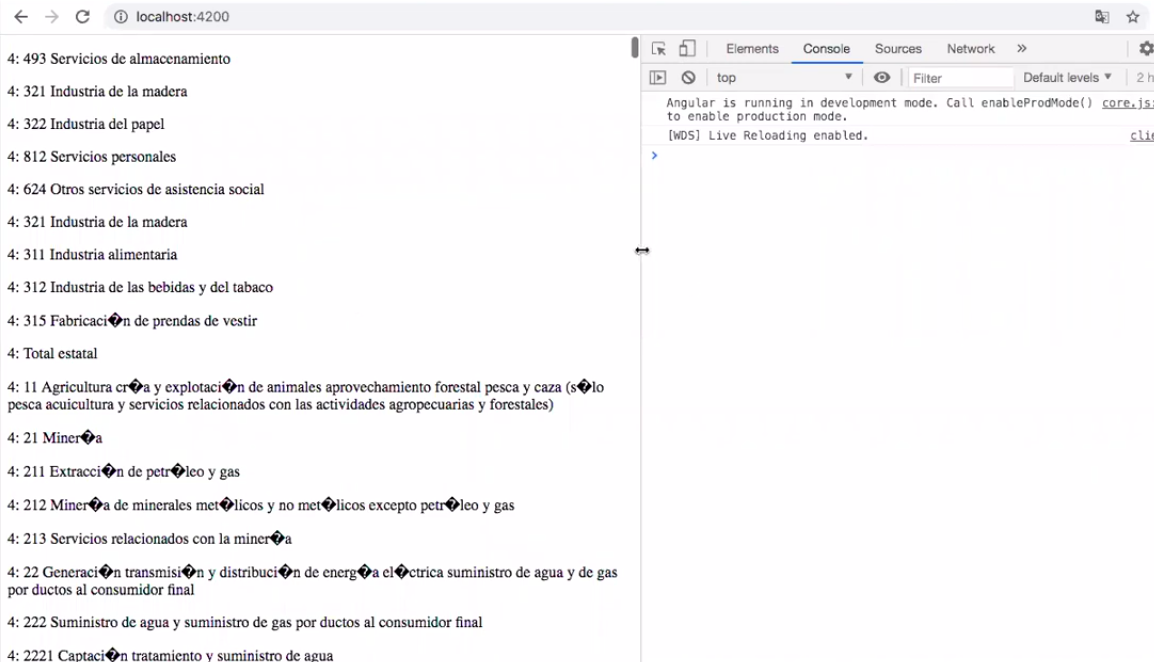 localhost:4200
4: 493 Servicios de almacenamiento
4: 321 Industria de la madera
4: 322 Industria del papel
4: 812 Servicios personales
4: 624 Otros servicios de asistencia social
4: 321 Industria de la madera
4: 311 Industria alimentaria
4: 312 Industria de las bebidas y del tabaco
4: 315 Fabricaci�n de prendas de vestir
4: Total estatal
4: 11 Agricultura cr�a y explotaci�n de animales aprovechamiento forestal pesca y caza (s�lo
pesca acuicultura y servicios relacionados con las actividades agropecuarias y forestales)
4: 21 Miner�a
4: 211 Extracci�n de petr�leo y gas
4: 212 Miner�a de minerales met�licos y no met�licos excepto petr�leo y gas
4: 213 Servicios relacionados con la miner�a
4: 22 Generaci�n transmisi�n y distribuci�n de energ�a el�ctrica suministro de agua y de gas
por ductos al consumidor final
4: 222 Suministro de agua y suministro de gas por ductos al consumidor final
4: 2221 Captaci�n tratamiento y suministro de agua
Elements Console Sources Network »
top Filter Default levels 2 h
Angular is running in development mode. Call enableProdMode() core.js:
to enable production mode.
[WDS] Live Reloading enabled. clie